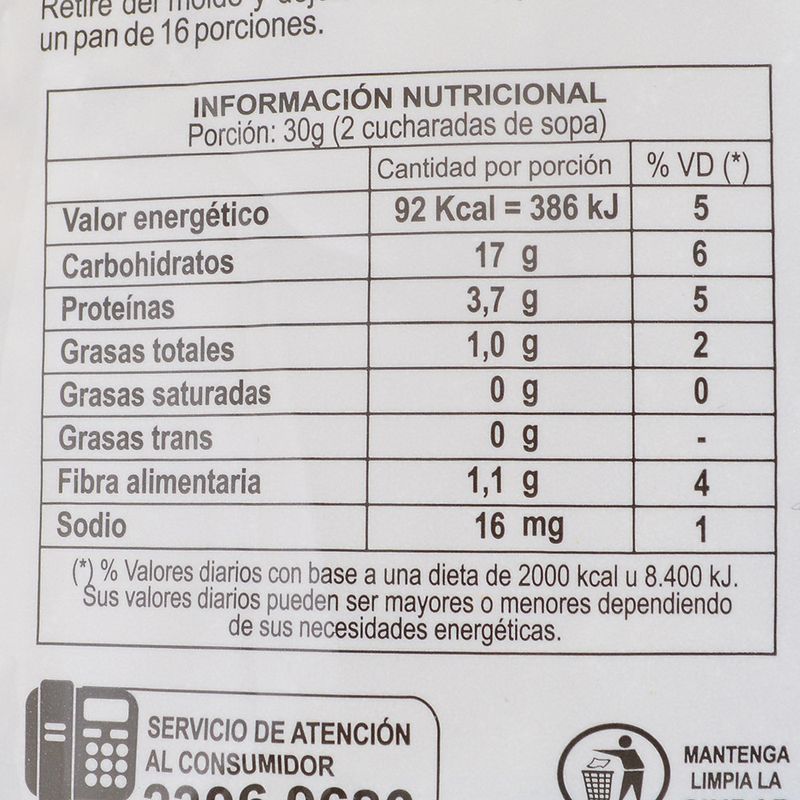 Retire del molde y
un pan de 16 porciones.
INFORMACIÓN NUTRICIONAL
Porción: 30g (2 cucharadas de sopa)
Cantidad por porción % VD (*)
Valor energético 92 Kcal = 386 kJ 5
Carbohidratos 17 g 6
Proteínas 3,7 g 5
Grasas totales 1,0 g 2
Grasas saturadas 0 g 0
Grasas trans 0 g -
Fibra alimentaria 1,1 g 4
Sodio 16 mg 1
(*) % Valores diarios con base a una dieta de 2000 kcal u 8.400 kJ.
Sus valores diarios pueden ser mayores o menores dependiendo
de sus necesidades energéticas.
SERVICIO DE ATENCIÓN
AL CONSUMIDOR
MANTENGA
LIMPIA LA